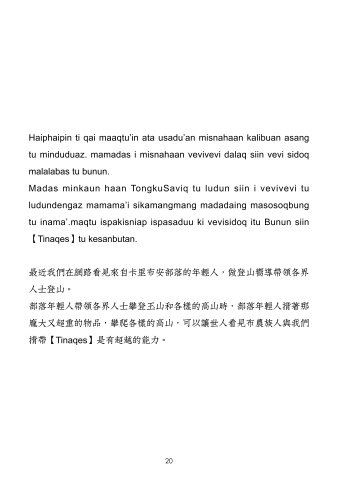 Haiphaipin ti qai maaqtu’in ata usadu’an misnahaan kalibuan asang
tu minduduaz. mamadas i misnahaan vevivevi dalaq siin vevi sidoq
malalabas tu bunun.
Madas minkaun haan TongkuSaviq tu ludun siin i vevivevi tu
ludundengaz mamama’i sikamangmang madadaing masosoqbung
tu inama’.maqtu ispakisniap ispasaduu ki vevisidoq itu Bunun siin
【Tinaqes】tu kesanbutan.
最近我們在網路看見來自卡里布安部落的年輕人，做登山嚮導帶領各界
人士登山。
部落年輕人帶領各界人士攀登玉山和各樣的高山時，部落年輕人揹著那
龐大又超重的物品，攀爬各樣的高山，可以讓世人看見布農族人與我們
揹帶【Tinaqes】是有超越的能力。
20